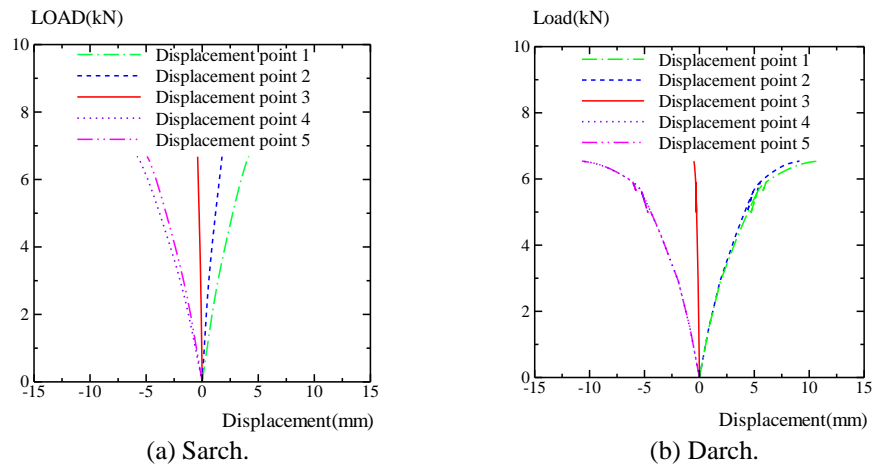 LOAD(kN)
10
8
6
4
2
0
Displacement point 1
Displacement point 2
Displacement point 3
Displacement point 4
Displacement point 5
-15 -10 -5 0 5 10 15
Displacement(mm)
(a) Sarch.
Load(kN)
10
8
6
4
2
0
Displacement point 1
Displacement point 2
Displacement point 3
Displacement point 4
Displacement point 5
-15 -10 -5 0 5 10 15
Displacement(mm)
(b) Darch.